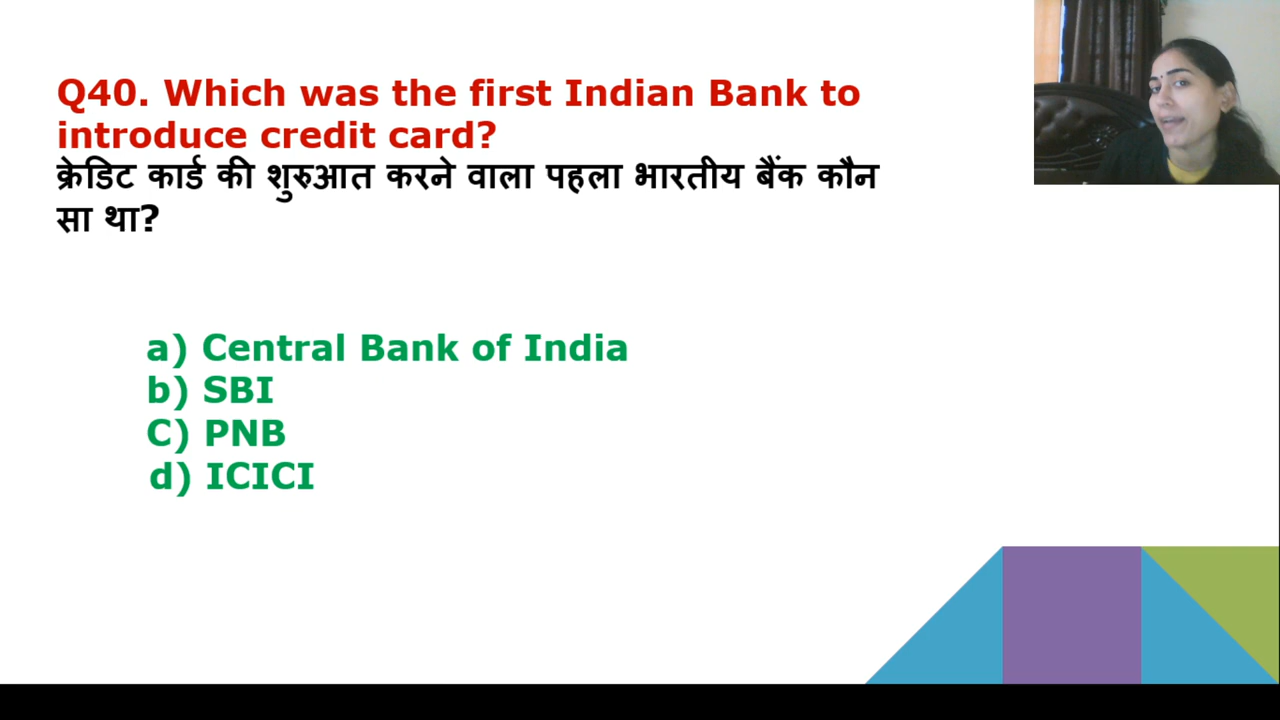 Q40. Which was the first Indian Bank to
introduce credit card?
क्रेडिट कार्ड की शुरुआत करने वाला पहला भारतीय बैंक कौन
सा था?
a) Central Bank of India
b) SBI
C) PNB
d) ICICI